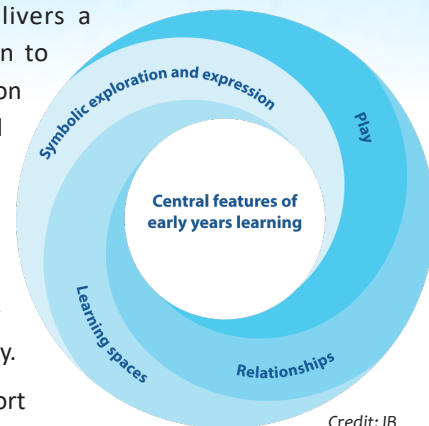 livers a
n to
on
Symbolic exploration and expression
Play
Central features of
early years learning
Learning spaces
Relationships
y.
ort
Credit: IB